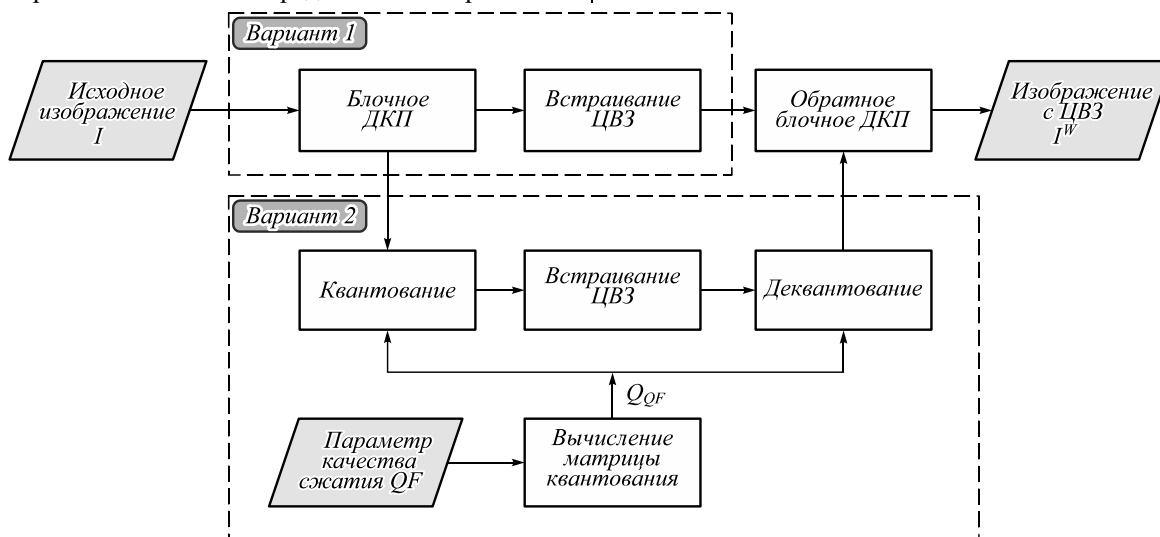 Вариант 1
Исходное
изображение
I
Блочное
ДКП
Встраивание
ЦВЗ
Обратное
блочное ДКП
Изображение
с ЦВЗ
I^W
Вариант 2
Квантование
Встраивание
ЦВЗ
Деквантование
Q_QF
Параметр
качества
сжатия QF
Вычисление
матрицы
квантования